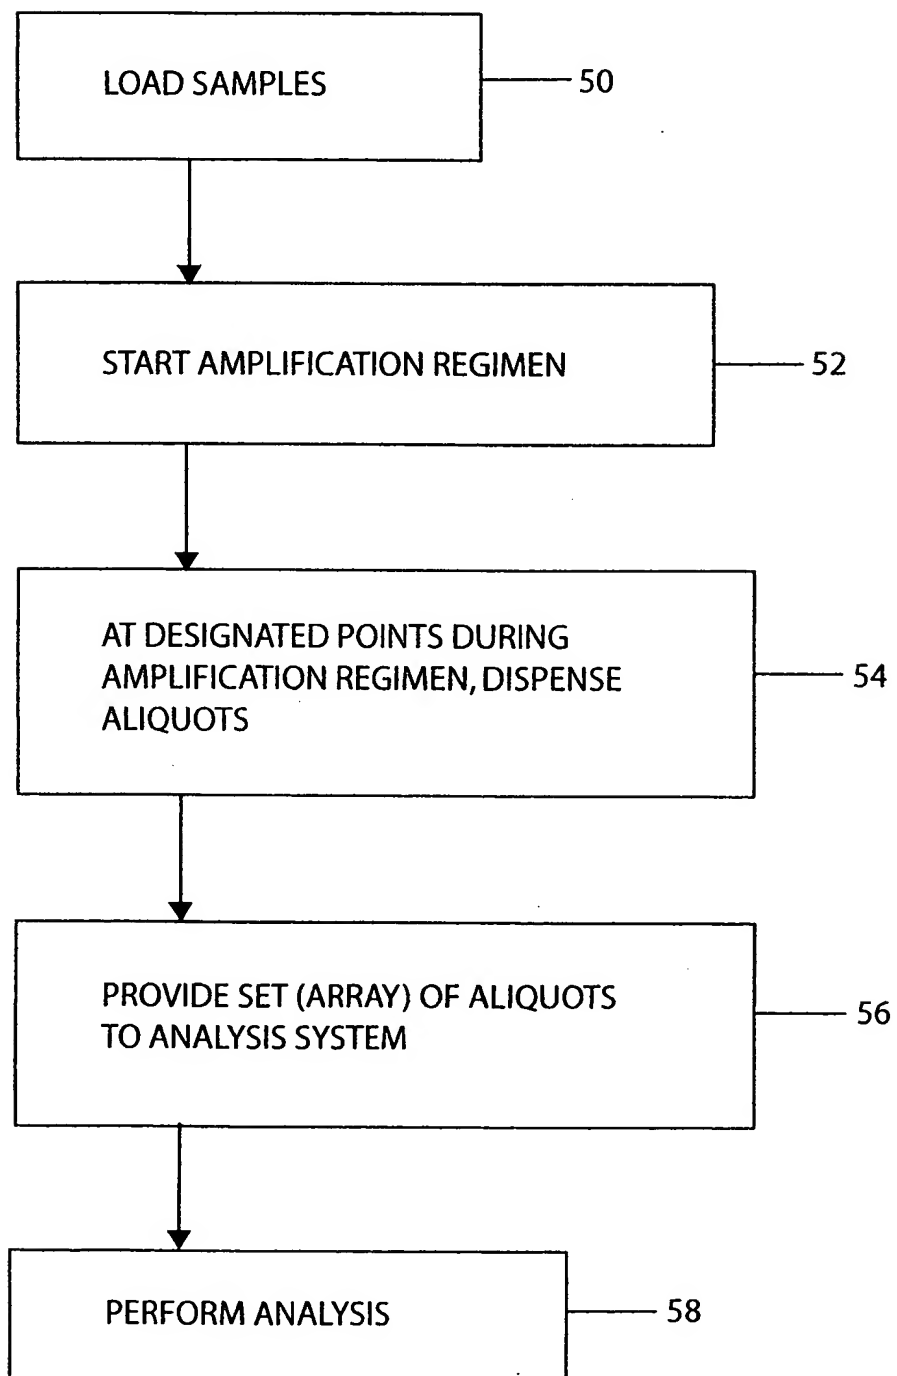 LOAD SAMPLES
50
START AMPLIFICATION REGIMEN
52
AT DESIGNATED POINTS DURING
AMPLIFICATION REGIMEN, DISPENSE
ALIQUOTS
54
PROVIDE SET (ARRAY) OF ALIQUOTS
TO ANALYSIS SYSTEM
56
PERFORM ANALYSIS
58